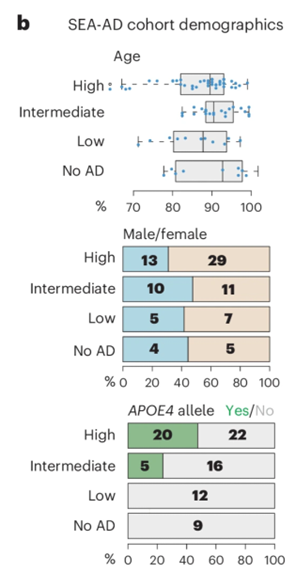 b SEA-AD cohort demographics
Age
High
Intermediate
Low
No AD
% 70 80 90 100
Male/female
High 13 29
Intermediate 10 11
Low 5 7
No AD 4 5
% 0 20 40 60 80 100
APOE4 allele Yes/No
High 20 22
Intermediate 5 16
Low 12
No AD 9
% 0 20 40 60 80 100